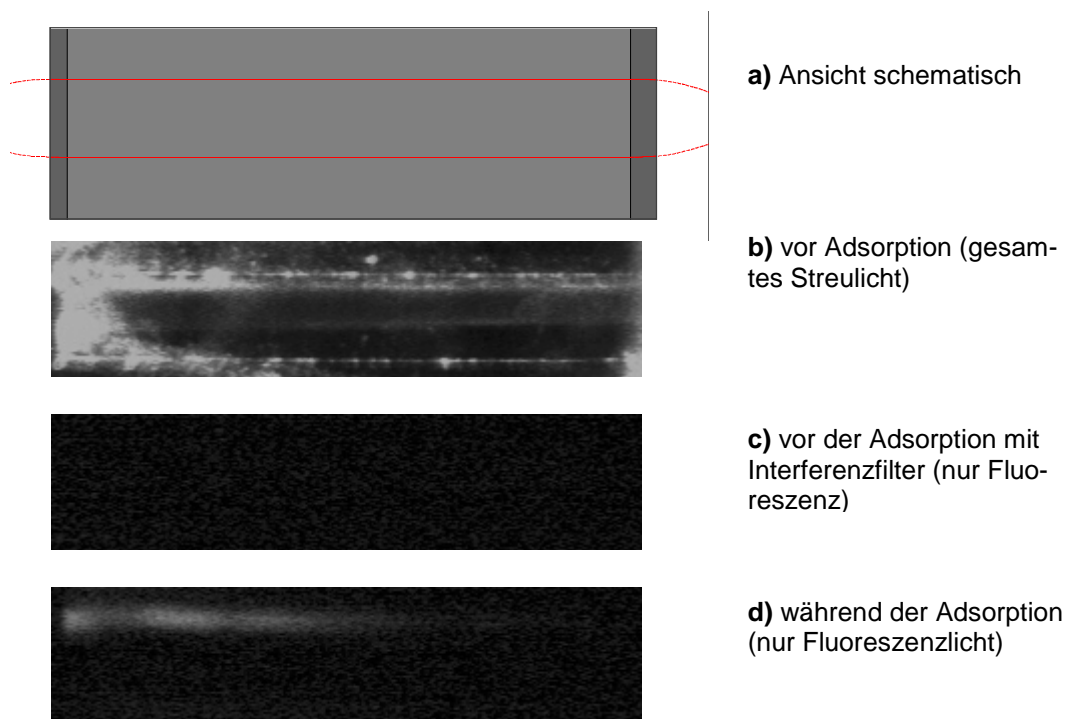 a) Ansicht schematisch
b) vor Adsorption (gesam-
tes Streulicht)
c) vor der Adsorption mit
Interferenzfilter (nur Fluo-
reszenz)
d) während der Adsorption
(nur Fluoreszenzlicht)